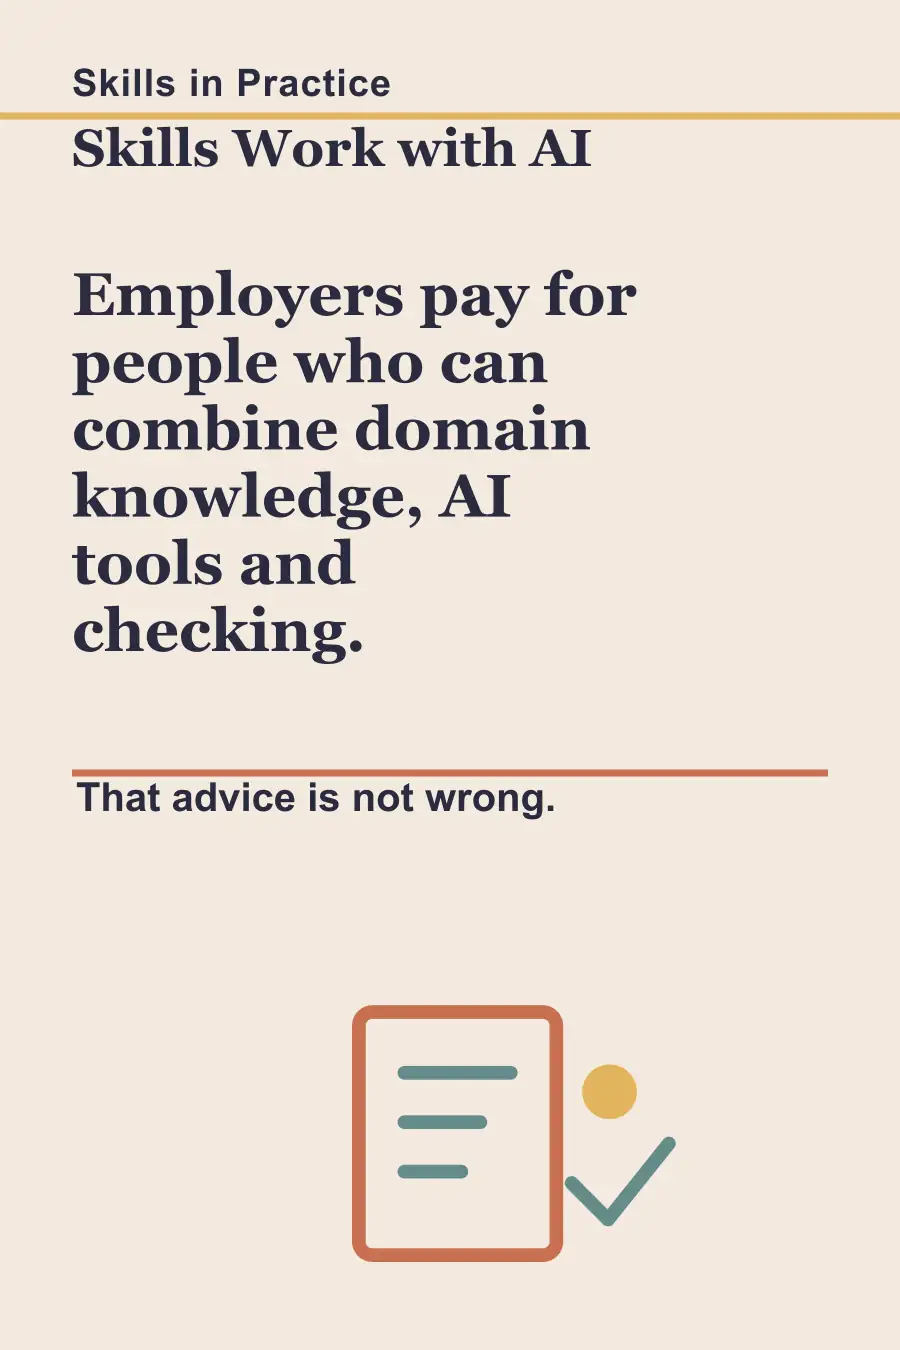 Skills in Practice
Skills Work with AI
Employers pay for
people who can
combine domain
knowledge, AI
tools and
checking.
That advice is not wrong.